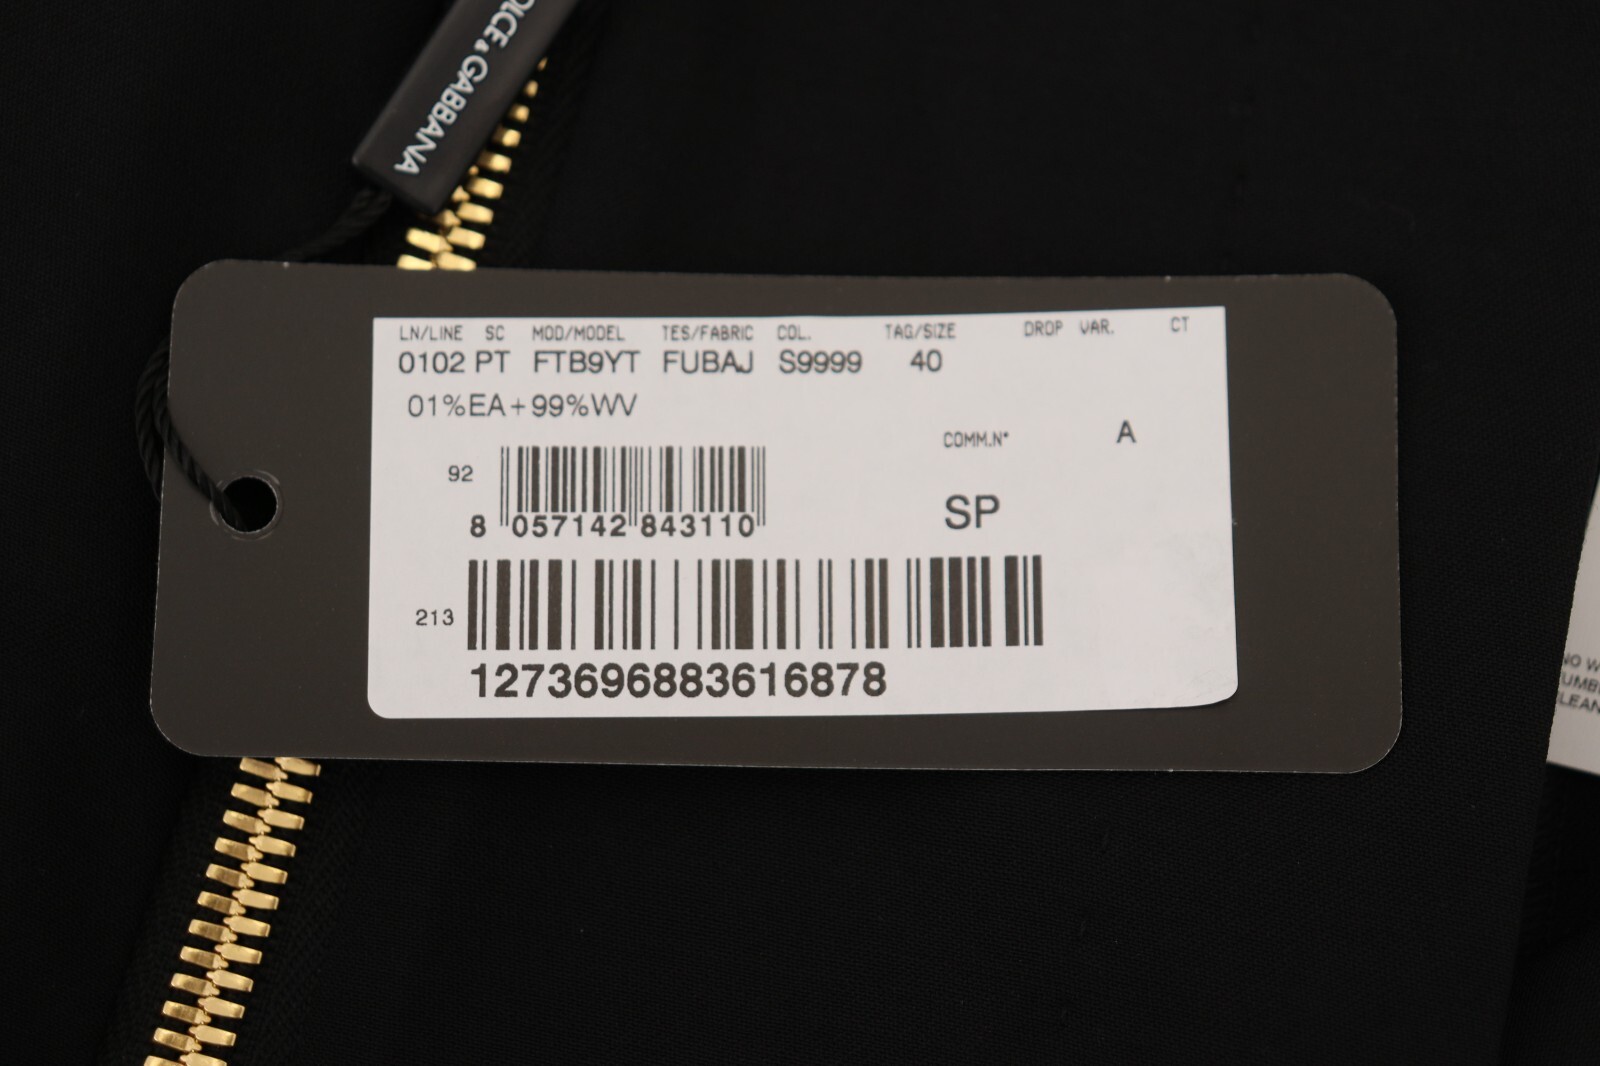 DOLCE & GABBANA
LN/LINE SC MOD/MODEL TES/FABRIC COL. TAG/SIZE DROP VAR. CT
0102 PT FTB9YT FUBAJ S9999 40
01%EA+99%WV
COMM.N° A
92
SP
8 057142 843110
213
1273696883616878
NO